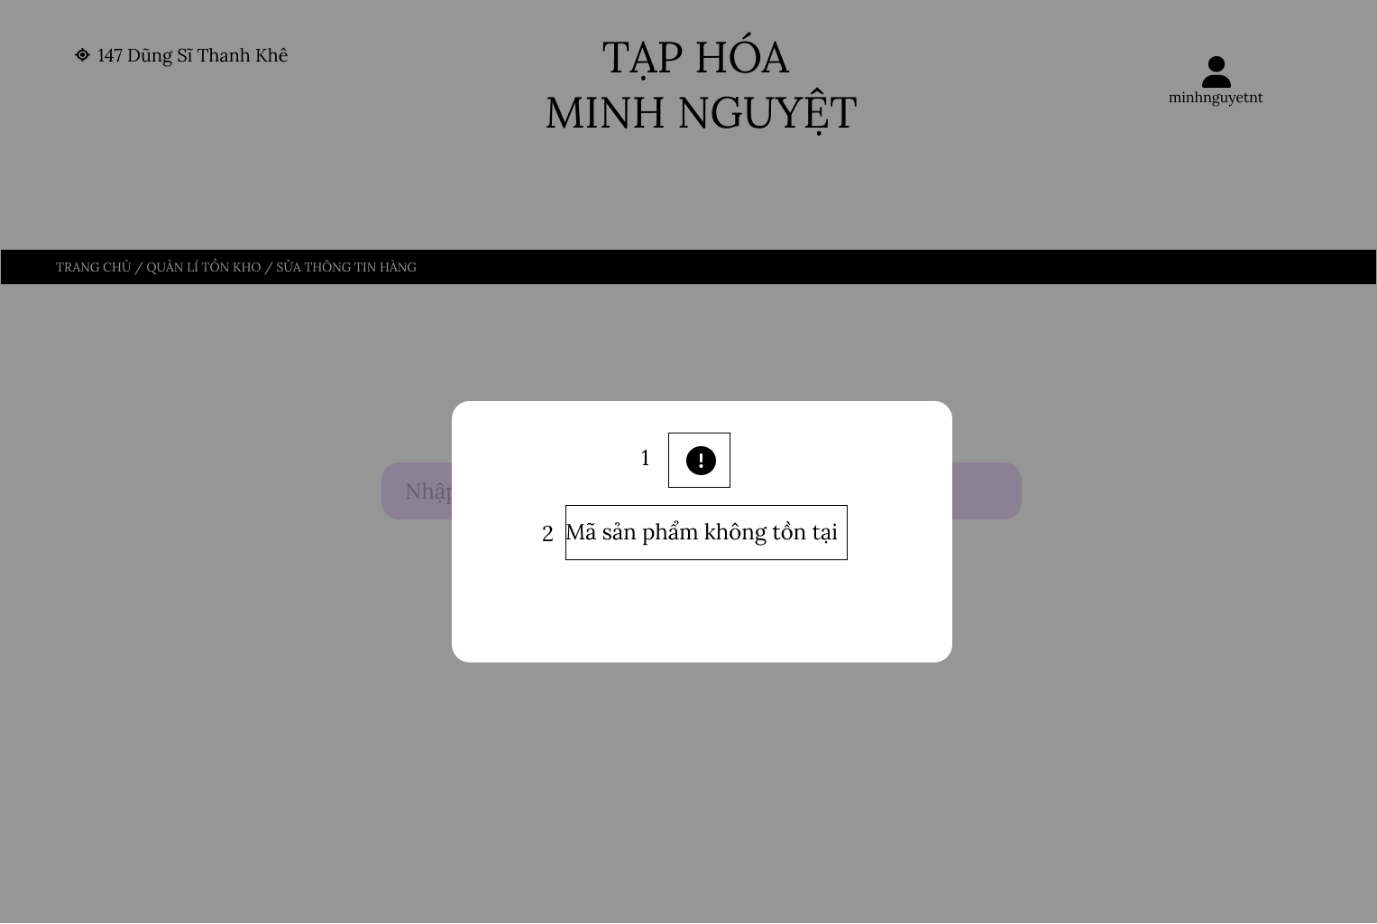 147 Dũng Sĩ Thanh Khê
TẠP HÓA
MINH NGUYỆT
minhnguyetnt
TRANG CHỦ / QUẢN LÍ TỒN KHO / SỬA THÔNG TIN HÀNG
1
Nhập
2 Mã sản phẩm không tồn tại